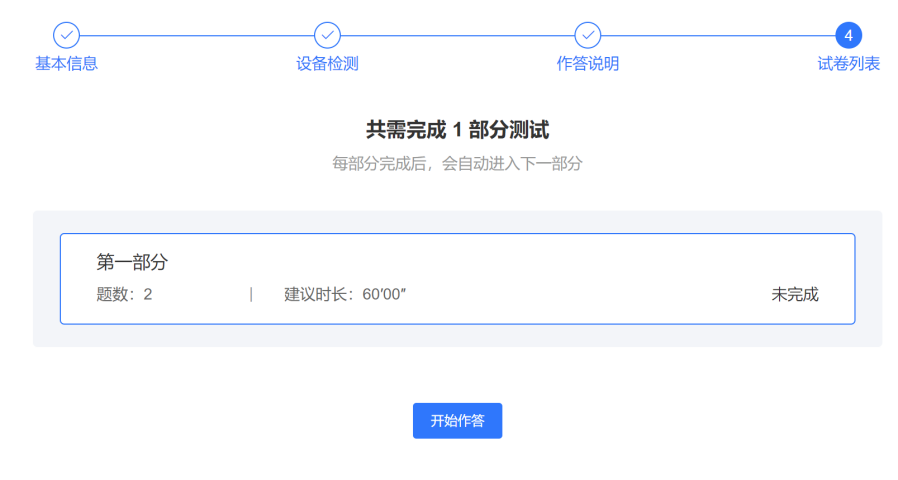 4
基本信息 设备检测 作答说明 试卷列表
共需完成 1 部分测试
每部分完成后，会自动进入下一部分
第一部分
题数：2 | 建议时长：60′00″ 未完成
开始作答